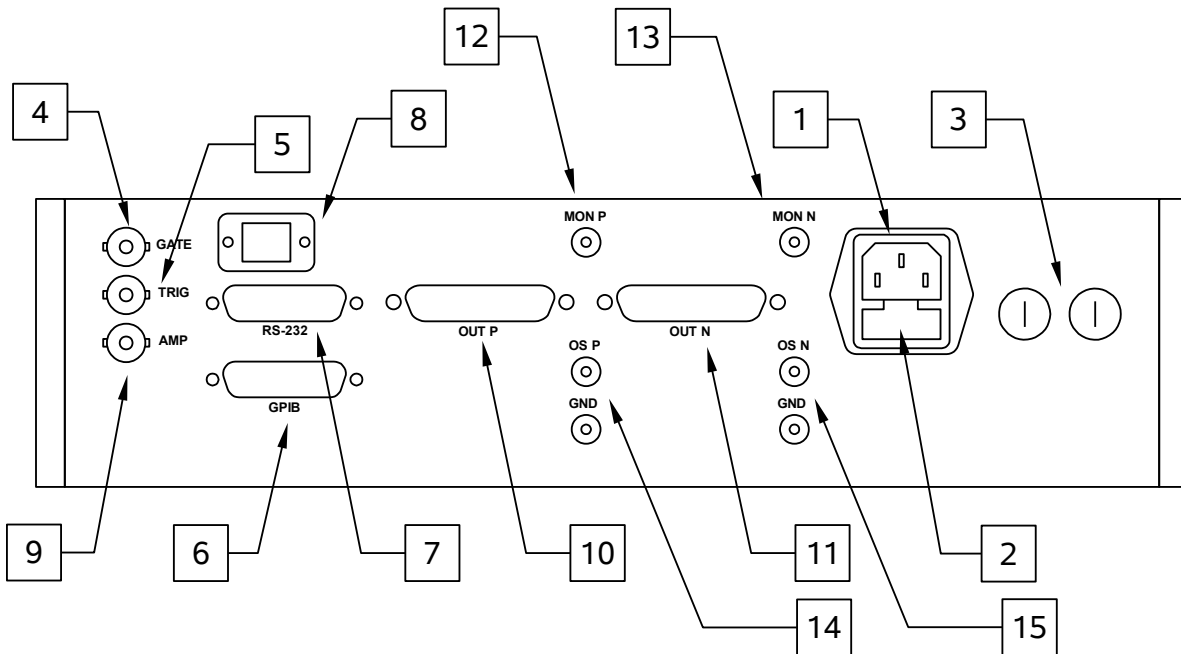 12
13
4
8
1
3
5
MON P
MON N
GATE
TRIG
RS-232
OUT P
OUT N
AMP
OS P
OS N
GPIB
GND
GND
9
6
7
10
11
2
14
15